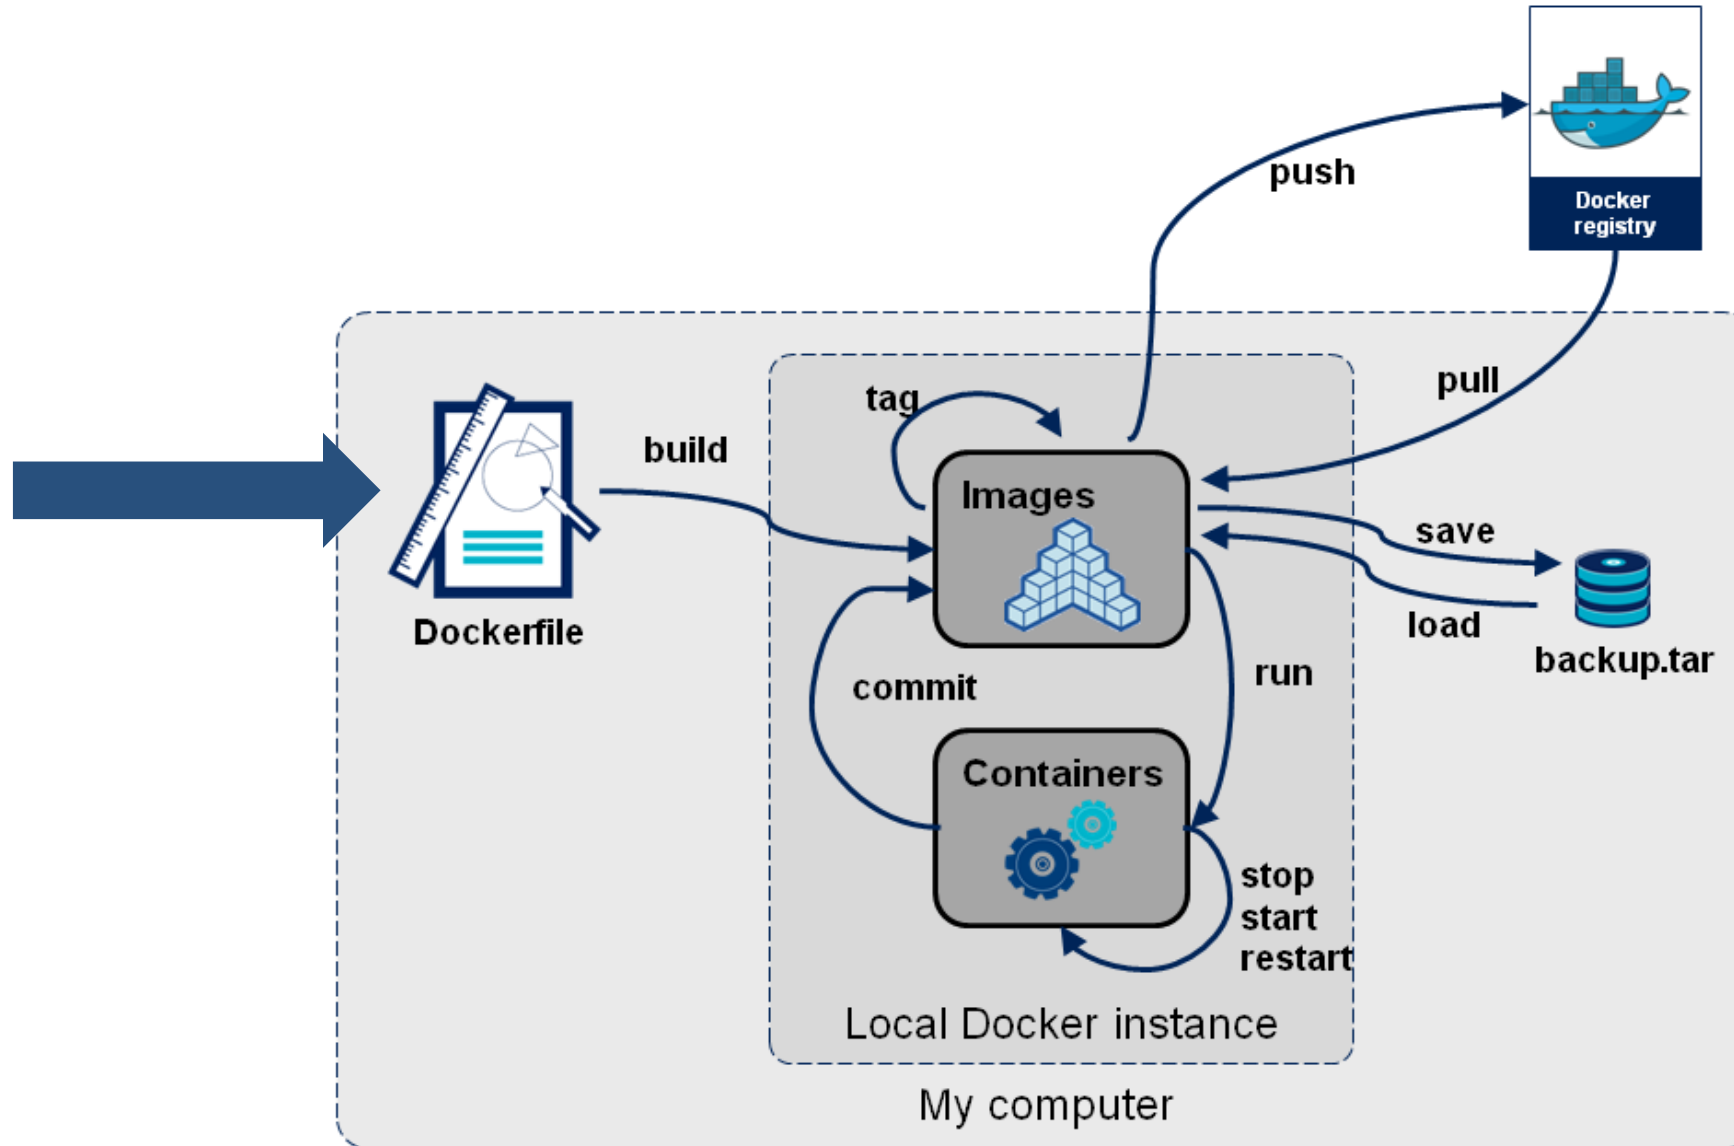 push
Docker
registry
pull
tag
build
Images
save
load
Dockerfile
backup.tar
commit
run
Containers
stop
start
restart
Local Docker instance
My computer